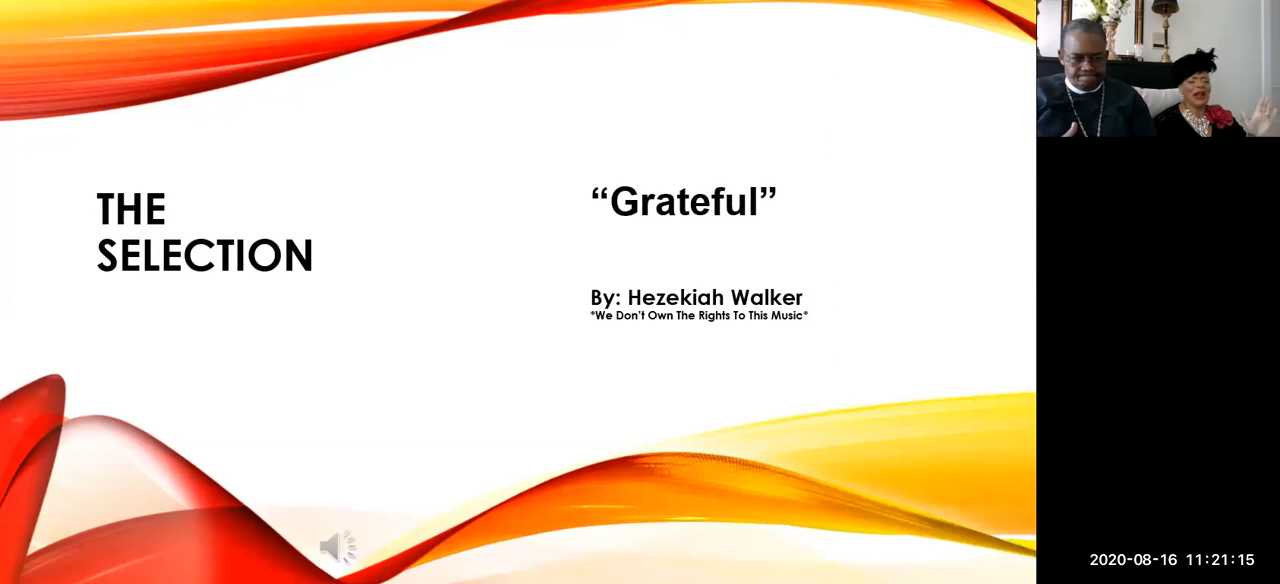 THE
SELECTION
“Grateful”
By: Hezekiah Walker
*We Don’t Own The Rights To This Music*
2020-08-16 11:21:15